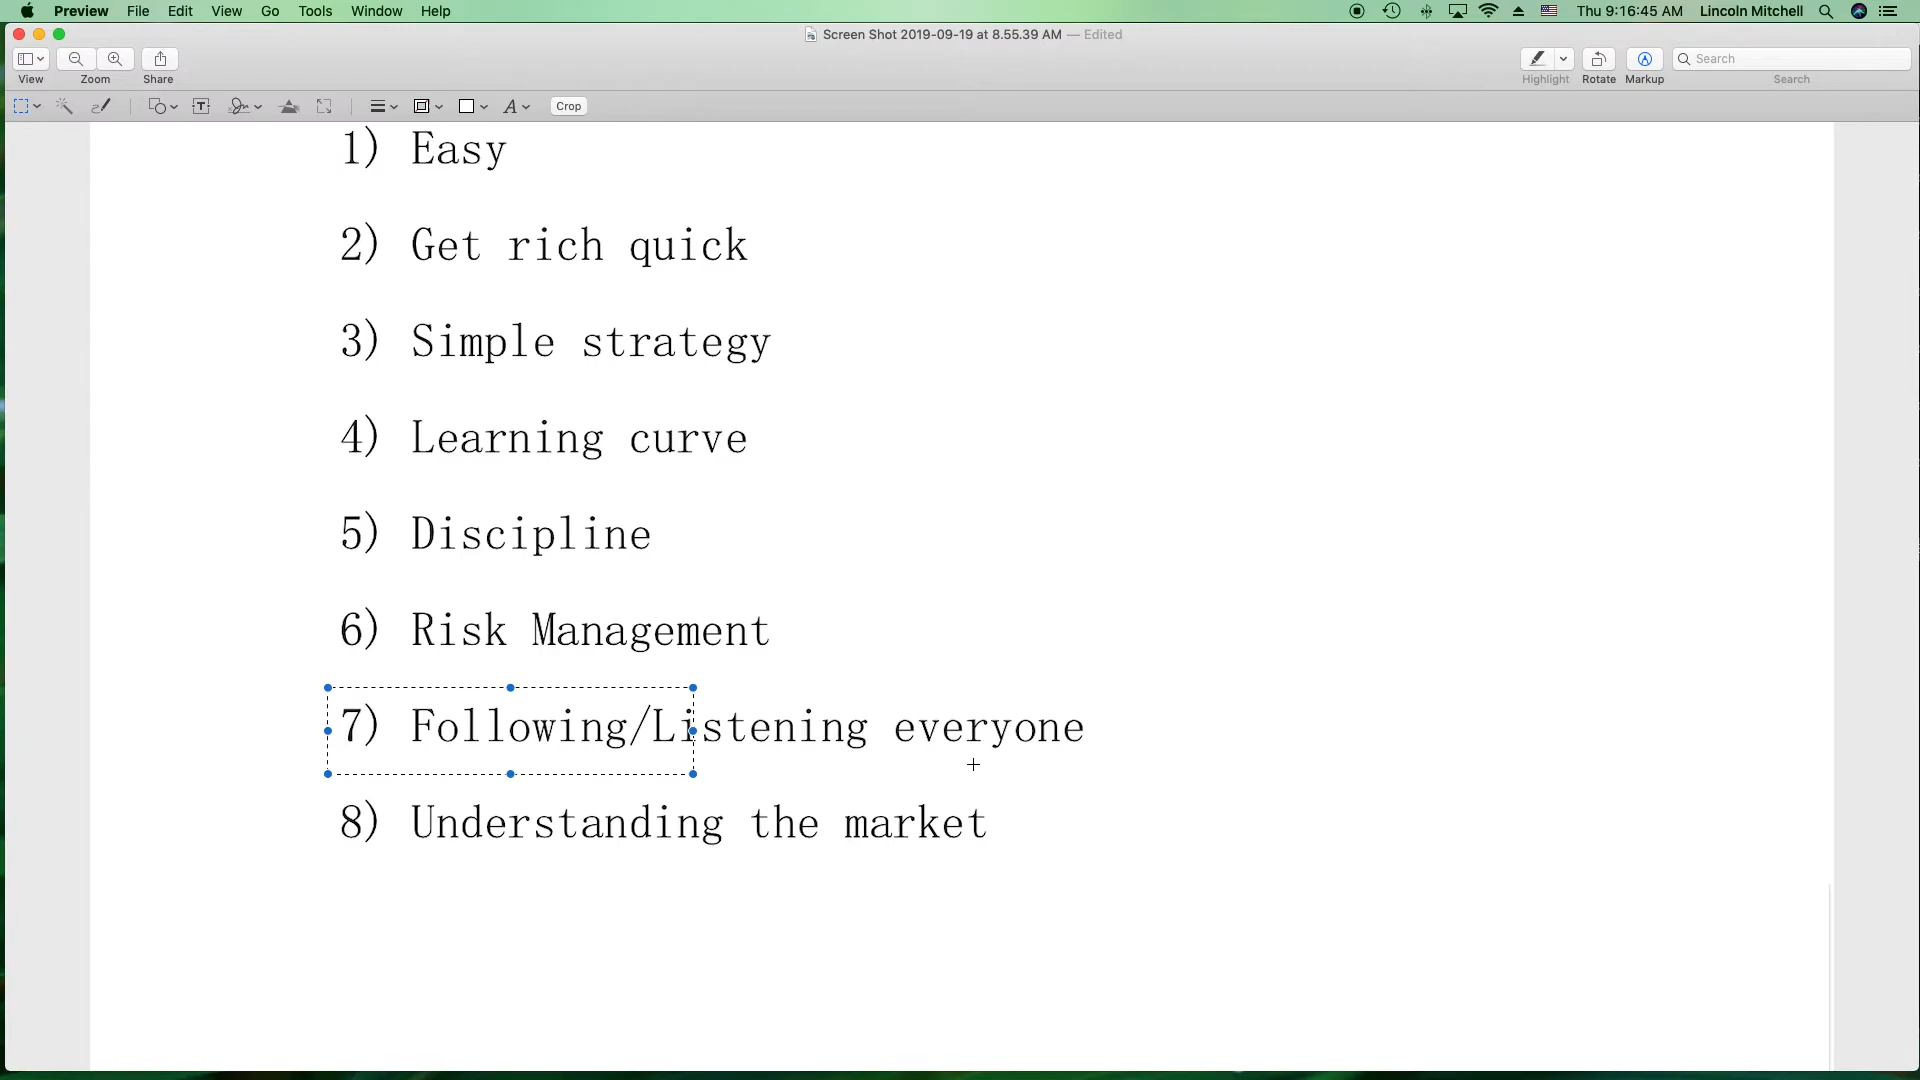 Preview File Edit View Go Tools Window Help Thu 9:16:45 AM Lincoln Mitchell
Screen Shot 2019-09-19 at 8.55.39 AM — Edited
Search
View Zoom Share Highlight Rotate Markup Search
Crop
1) Easy
2) Get rich quick
3) Simple strategy
4) Learning curve
5) Discipline
6) Risk Management
7) Following/Listening everyone
8) Understanding the market